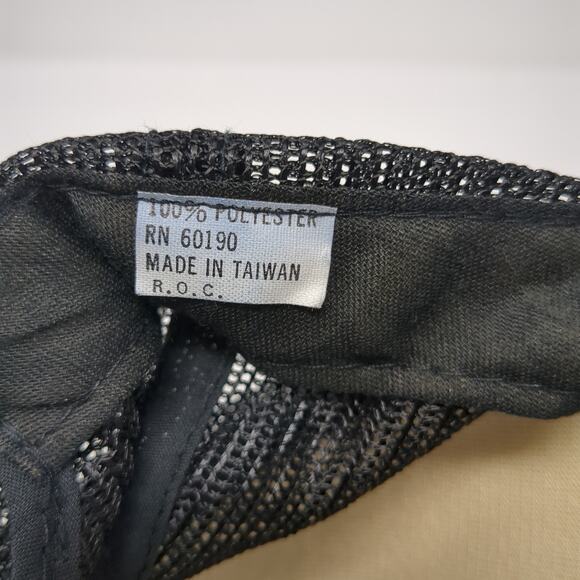 100% POLYESTER
RN 60190
MADE IN TAIWAN
R.O.C.